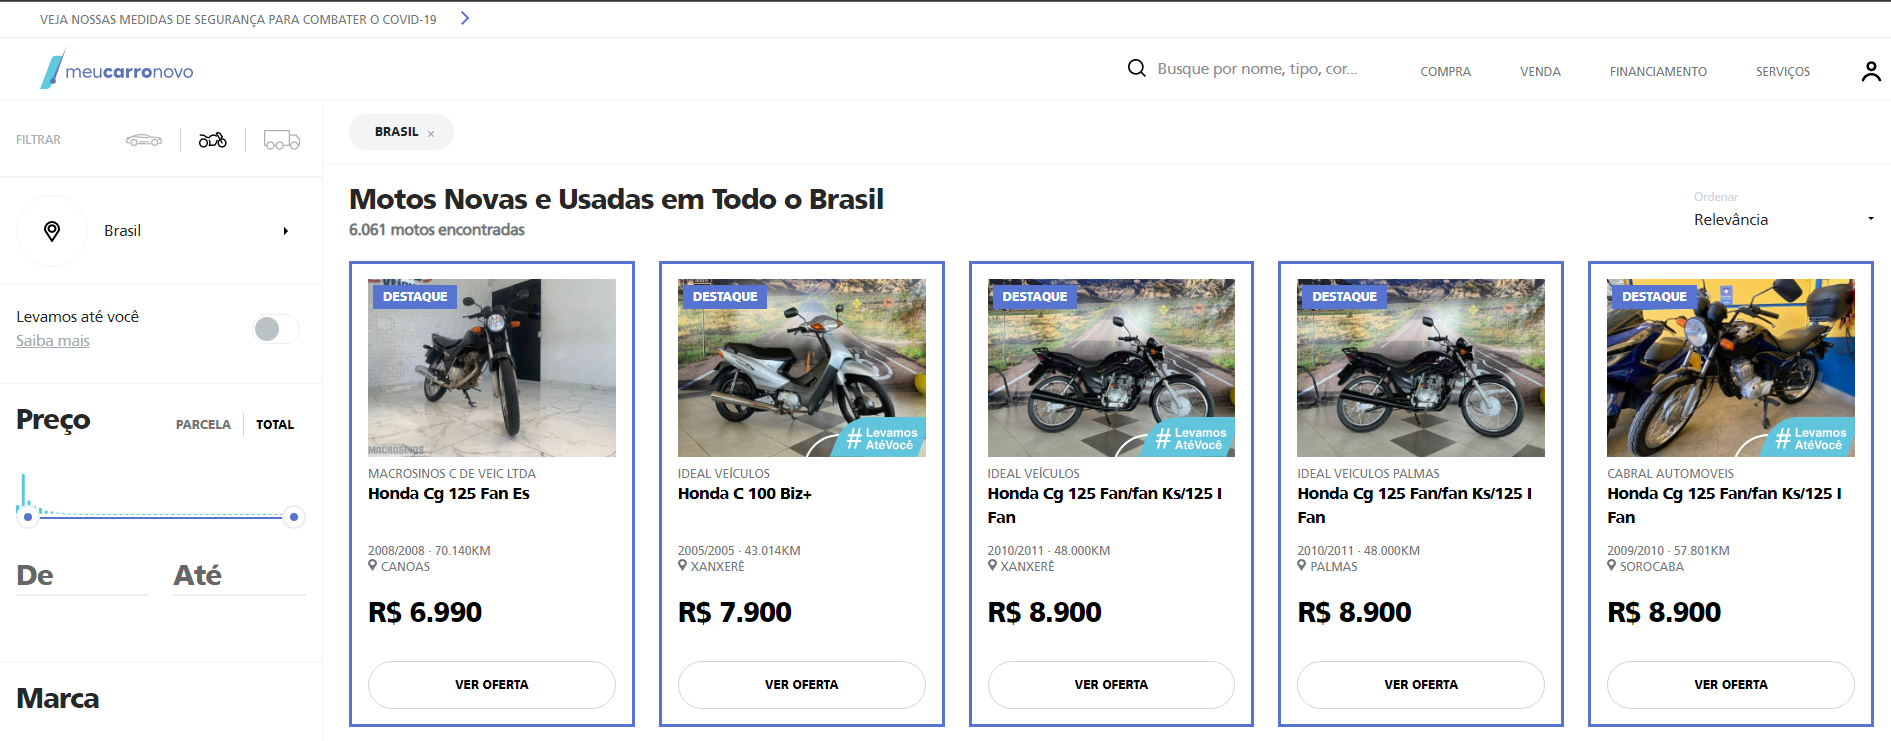 VEJA NOSSAS MEDIDAS DE SEGURANÇA PARA COMBATER O COVID-19
meucarronovo
Busque por nome, tipo, cor...
COMPRA
VENDA
FINANCIAMENTO
SERVIÇOS
FILTRAR
BRASIL ×
Brasil
Levamos até você
Saiba mais
Preço
PARCELA
TOTAL
De
Até
Marca
Motos Novas e Usadas em Todo o Brasil
6.061 motos encontradas
Ordenar
Relevância
DESTAQUE
MACROSINOS
MACROSINOS C DE VEIC LTDA
Honda Cg 125 Fan Es
2008/2008 · 70.140KM
CANOAS
R$ 6.990
VER OFERTA
DESTAQUE
# Levamos
AtéVocê
IDEAL VEÍCULOS
Honda C 100 Biz+
2005/2005 · 43.014KM
XANXERÊ
R$ 7.900
VER OFERTA
DESTAQUE
# Levamos
AtéVocê
IDEAL VEÍCULOS
Honda Cg 125 Fan/fan Ks/125 I
Fan
2010/2011 · 48.000KM
XANXERÊ
R$ 8.900
VER OFERTA
DESTAQUE
IDEAL VEICULOS PALMAS
Honda Cg 125 Fan/fan Ks/125 I
Fan
2010/2011 · 48.000KM
PALMAS
R$ 8.900
VER OFERTA
DESTAQUE
# Levamos
AtéVocê
CABRAL AUTOMOVEIS
Honda Cg 125 Fan/fan Ks/125 I
Fan
2009/2010 · 57.801KM
SOROCABA
R$ 8.900
VER OFERTA